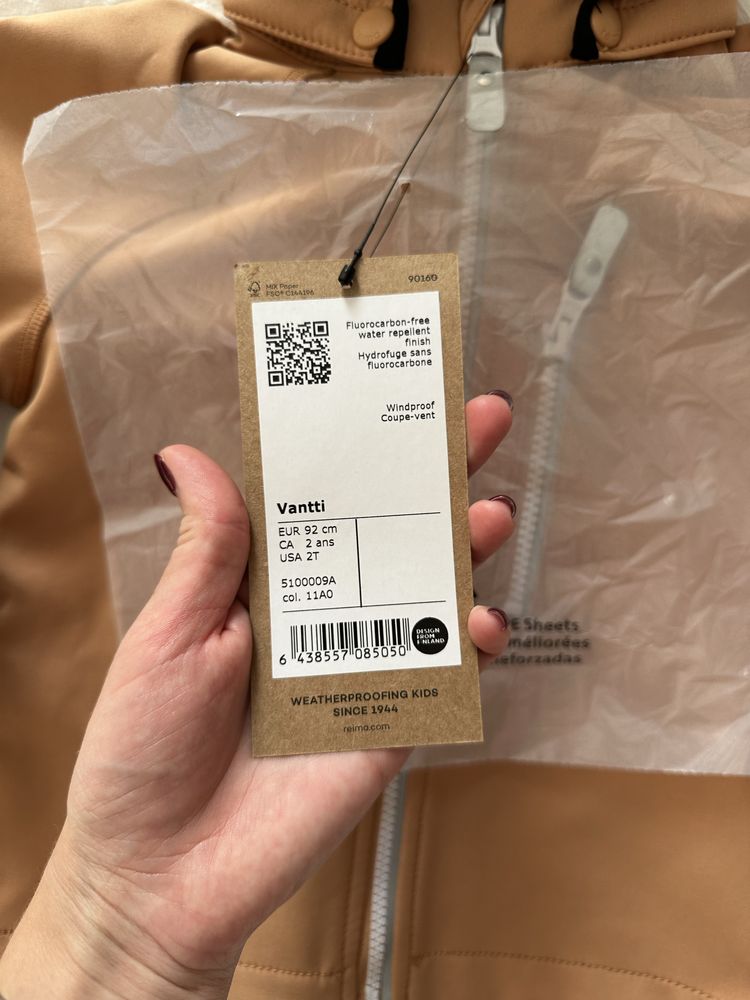 MIX Paper
FSC® C144196
90160
Fluorocarbon-free
water repellent
finish
Hydrofuge sans
fluorocarbone
Windproof
Coupe-vent
Vantti
EUR 92 cm
CA 2 ans
USA 2T
5100009A
col. 11A0
6 438557 085050
DESIGN
FROM
FINLAND
WEATHERPROOFING KIDS
SINCE 1944
reima.com
Sheets